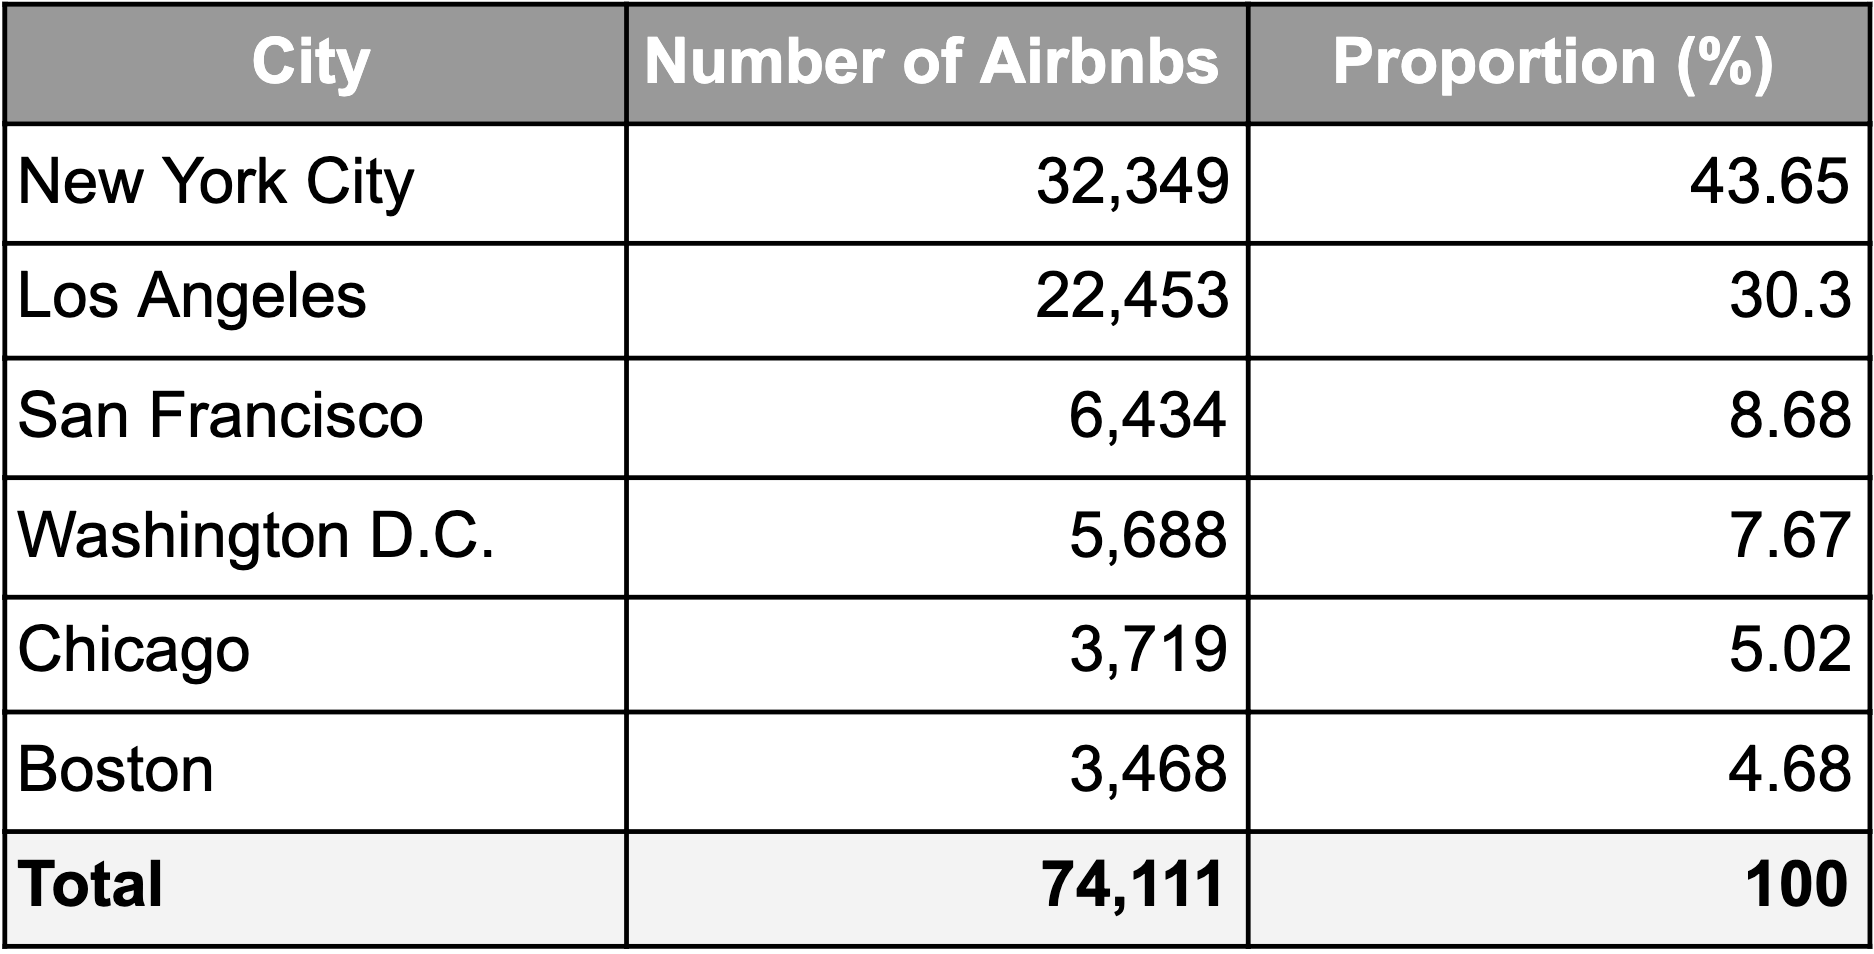 City Number of Airbnbs Proportion (%)
New York City 32,349 43.65
Los Angeles 22,453 30.3
San Francisco 6,434 8.68
Washington D.C. 5,688 7.67
Chicago 3,719 5.02
Boston 3,468 4.68
Total 74,111 100